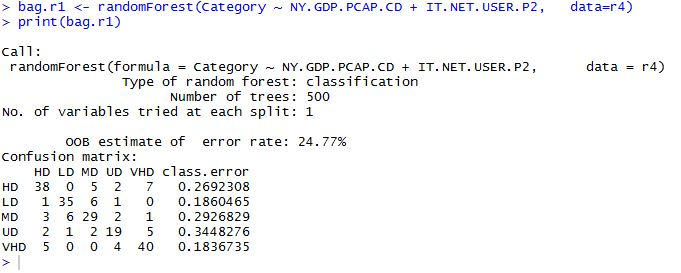 > bag.r1 <- randomForest(Category ~ NY.GDP.PCAP.CD + IT.NET.USER.P2,   data=r4)
> print(bag.r1)
Call:
 randomForest(formula = Category ~ NY.GDP.PCAP.CD + IT.NET.USER.P2,      data = r4)
               Type of random forest: classification
                     Number of trees: 500
No. of variables tried at each split: 1
        OOB estimate of  error rate: 24.77%
Confusion matrix:
    HD LD MD UD VHD class.error
HD  38  0  5  2   7   0.2692308
LD   1 35  6  1   0   0.1860465
MD   3  6 29  2   1   0.2926829
UD   2  1  2 19   5   0.3448276
VHD  5  0  0  4  40   0.1836735
>